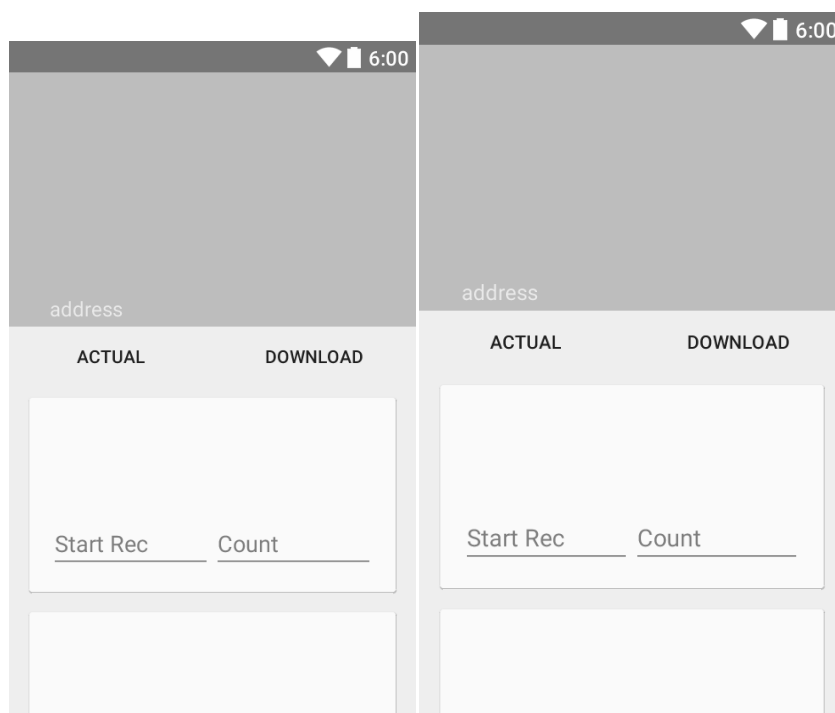 6:00
address
ACTUAL DOWNLOAD
Start Rec Count
6:00
address
ACTUAL DOWNLOAD
Start Rec Count